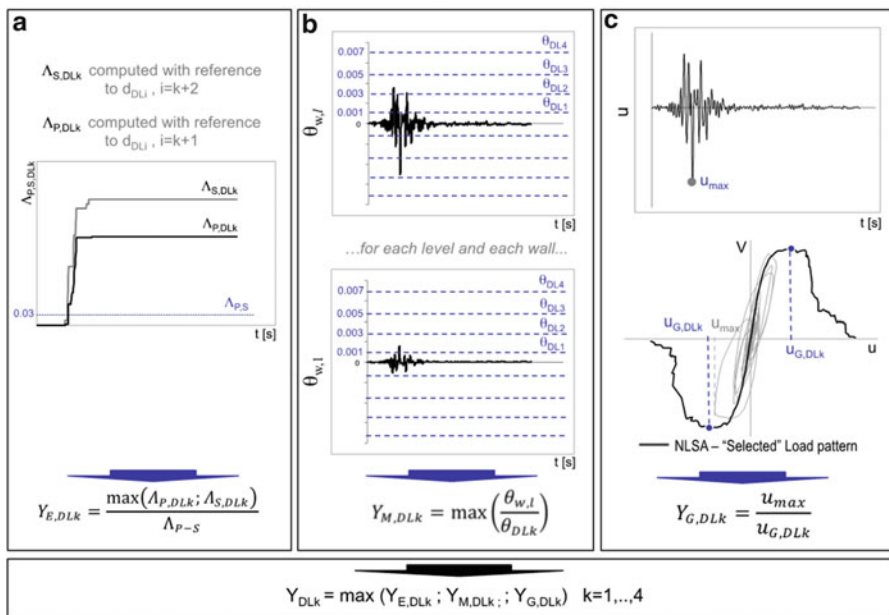 a
Λ_S,DLk computed with reference
to d_DLi , i=k+2
Λ_P,DLk computed with reference
to d_DLi , i=k+1
Λ_P,S,DLk
Λ_S,DLk
Λ_P,DLk
0.03
Λ_P,S
t [s]
Y_E,DLk = max(Λ_P,DLk; Λ_S,DLk) / Λ_P−S
b
θ_w,l
0.007
0.005
0.003
0.001
0
θ_DL4
θ_DL3
θ_DL2
θ_DL1
t [s]
...for each level and each wall...
θ_w,l
0.007
0.005
0.003
0.001
0
θ_DL4
θ_DL3
θ_DL2
θ_DL1
t [s]
Y_M,DLk = max(θ_w,l / θ_DLk)
c
u
u_max
t [s]
V
u_G,DLk
u_max
u
u_G,DLk
NLSA – “Selected” Load pattern
Y_G,DLk = u_max / u_G,DLk
Y_DLk = max (Y_E,DLk ; Y_M,DLk ; ; Y_G,DLk) k=1,..,4